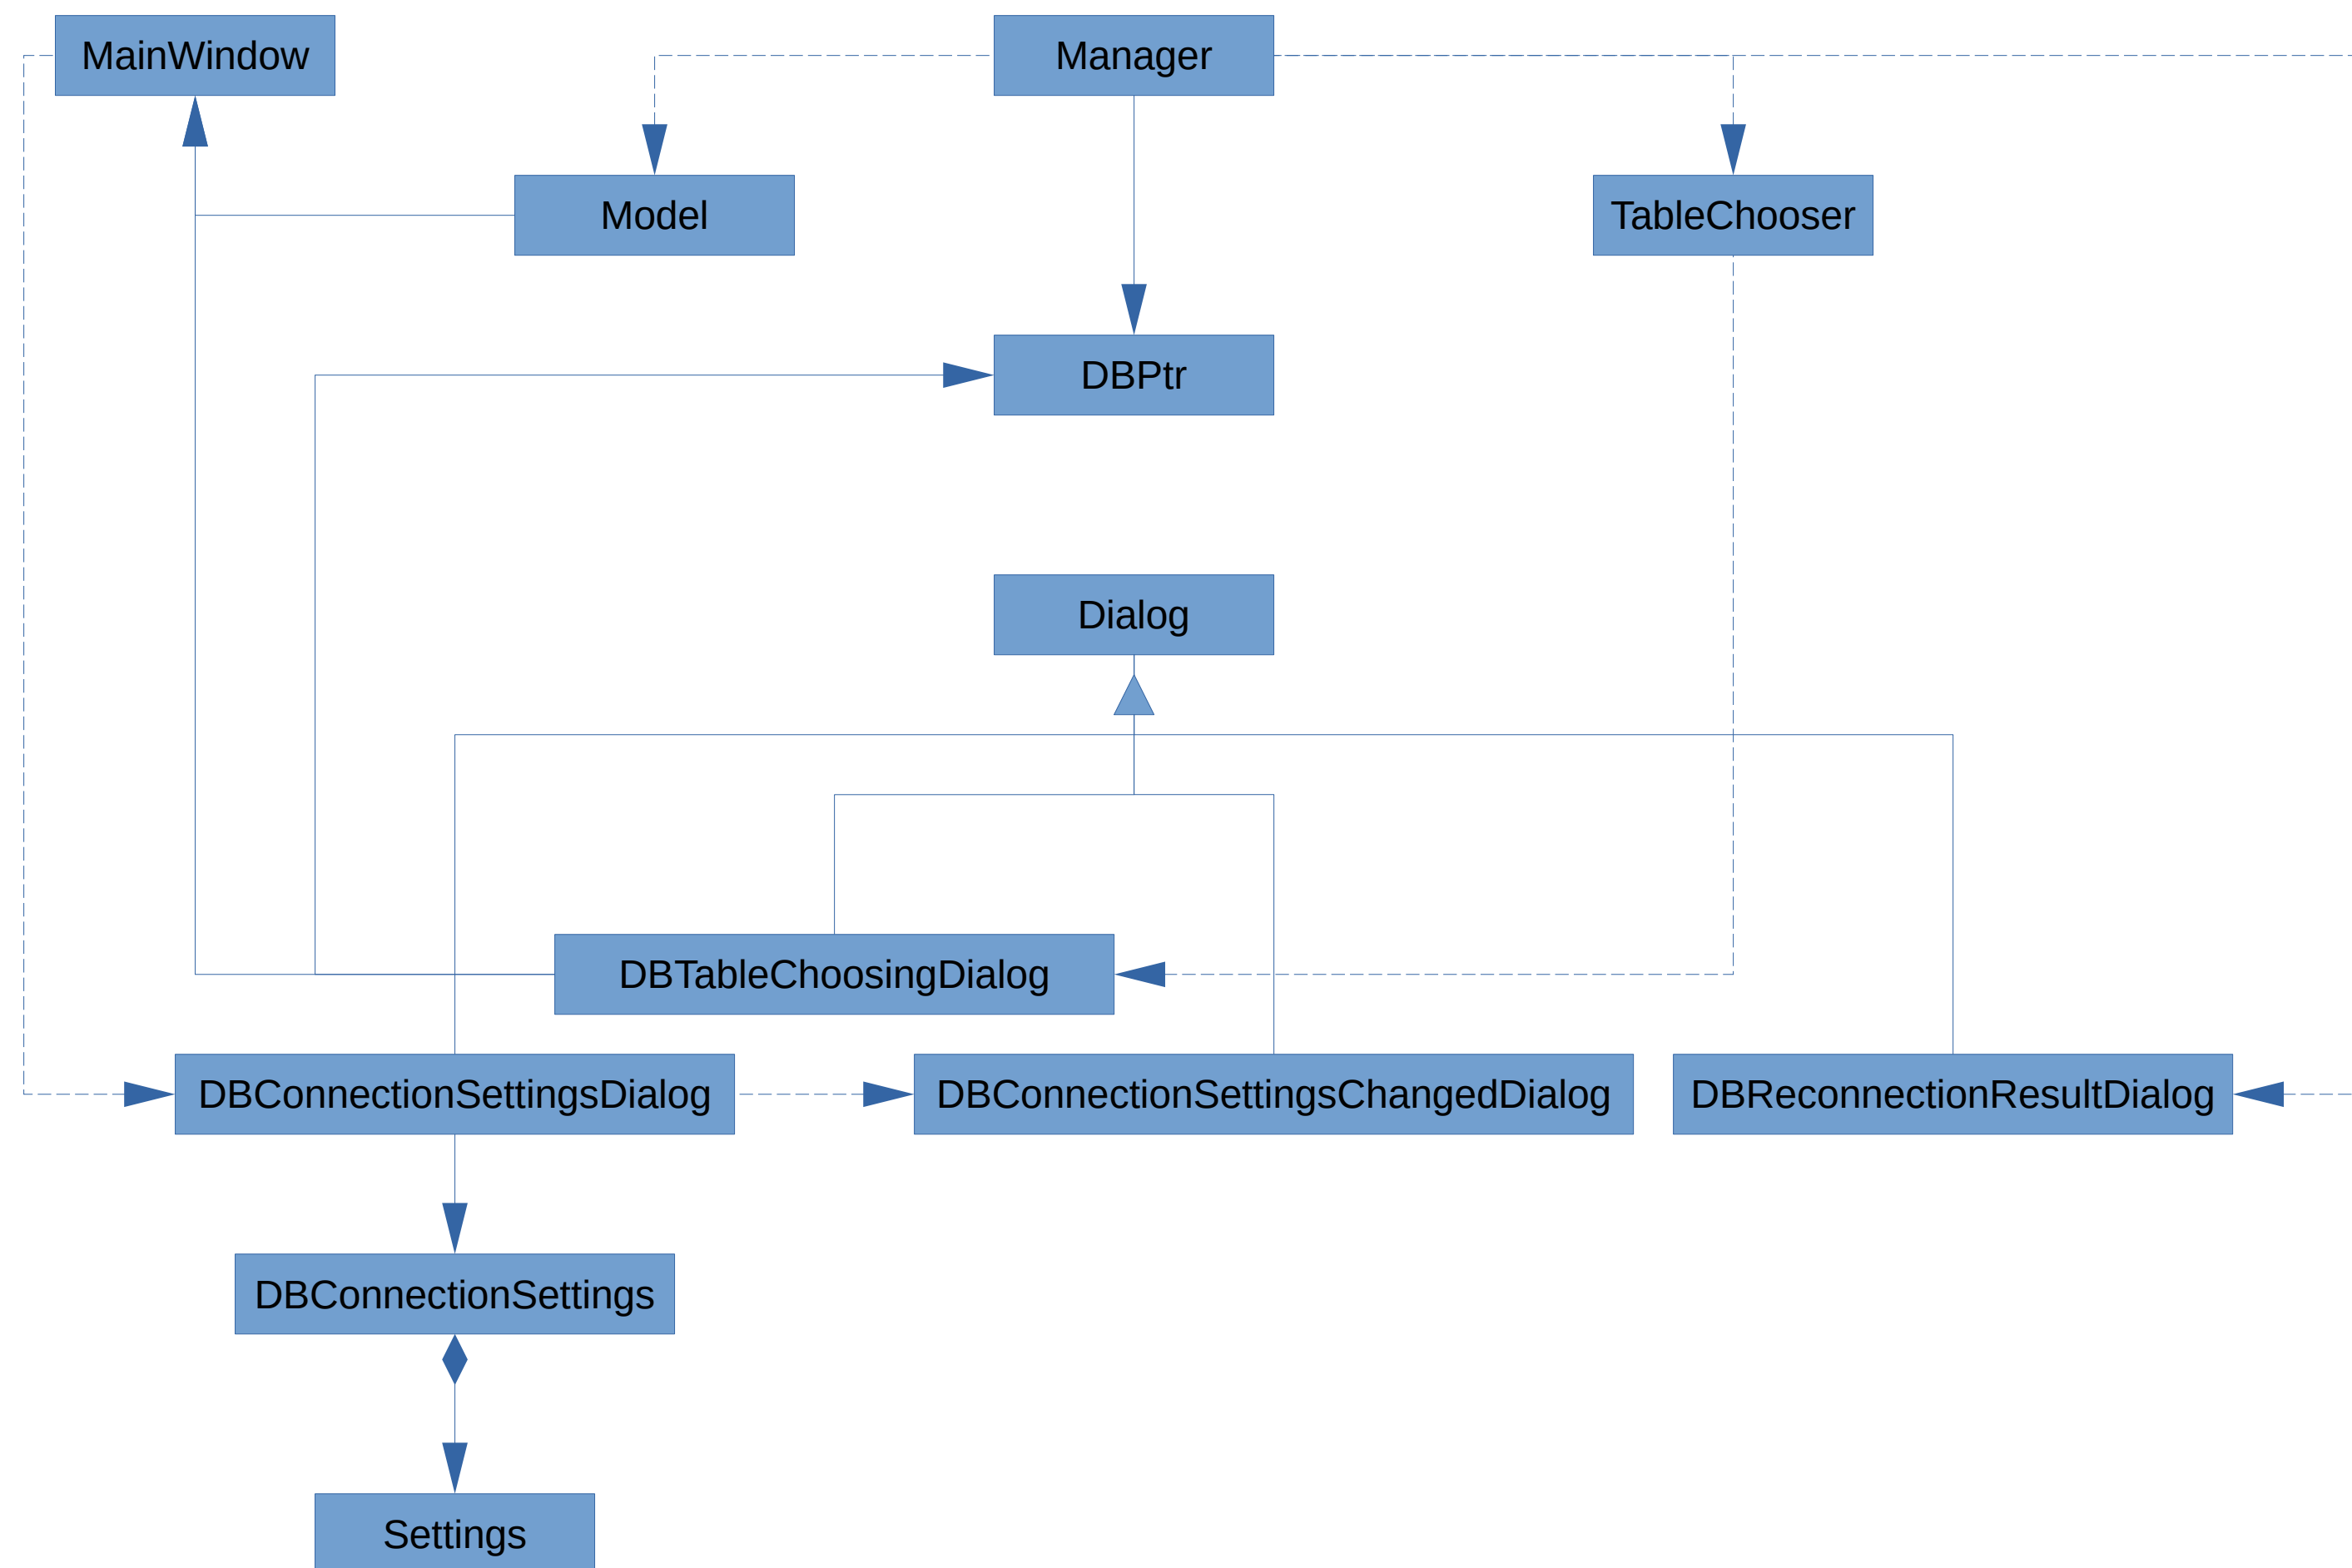 MainWindow
Manager
Model
TableChooser
DBPtr
Dialog
DBTableChoosingDialog
DBConnectionSettingsDialog
DBConnectionSettingsChangedDialog
DBReconnectionResultDialog
DBConnectionSettings
Settings